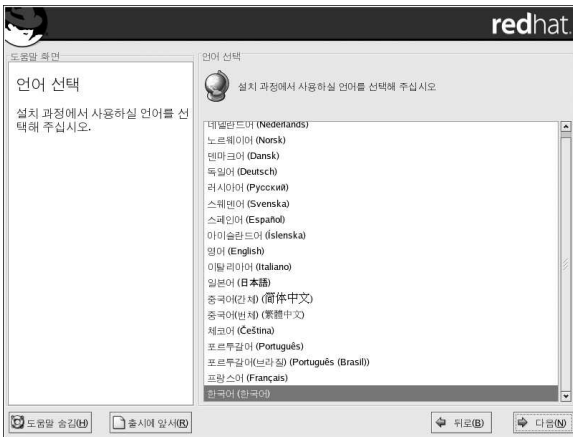 redhat.
도움말 화면
언어 선택
설치 과정에서 사용하실 언어를 선
택해 주십시오.
언어 선택
설치 과정에서 사용하실 언어를 선택해 주십시오
네덜란드어 (Nederlands)
노르웨이어 (Norsk)
덴마크어 (Dansk)
독일어 (Deutsch)
러시아어 (Русский)
스웨덴어 (Svenska)
스페인어 (Español)
아이슬란드어 (Íslenska)
영어 (English)
이탈리아어 (Italiano)
일본어 (日本語)
중국어(간체) (简体中文)
중국어(번체) (繁體中文)
체코어 (Čeština)
포르투갈어 (Português)
포르투갈어(브라질) (Português (Brasil))
프랑스어 (Français)
한국어 (한국어)
도움말 숨김(H)
출시에 앞서(R)
뒤로(B)
다음(N)